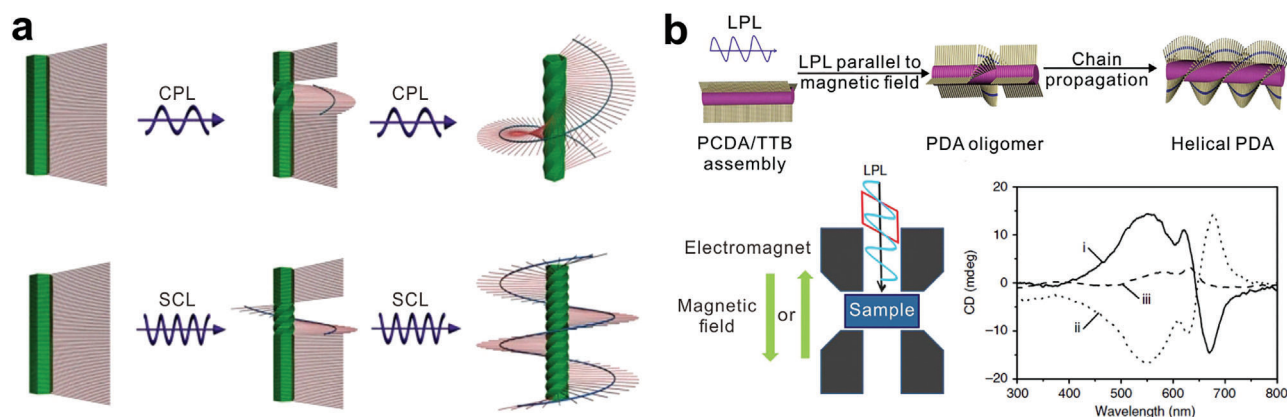 a
CPL
CPL
SCL
SCL
b
LPL
LPL parallel to
magnetic field
Chain
propagation
PCDA/TTB
assembly
PDA oligomer
Helical PDA
LPL
Electromagnet
Magnetic
field
or
Sample
CD (mdeg)
20
10
0
–10
–20
i
iii
ii
300 400 500 600 700 800
Wavelength (nm)